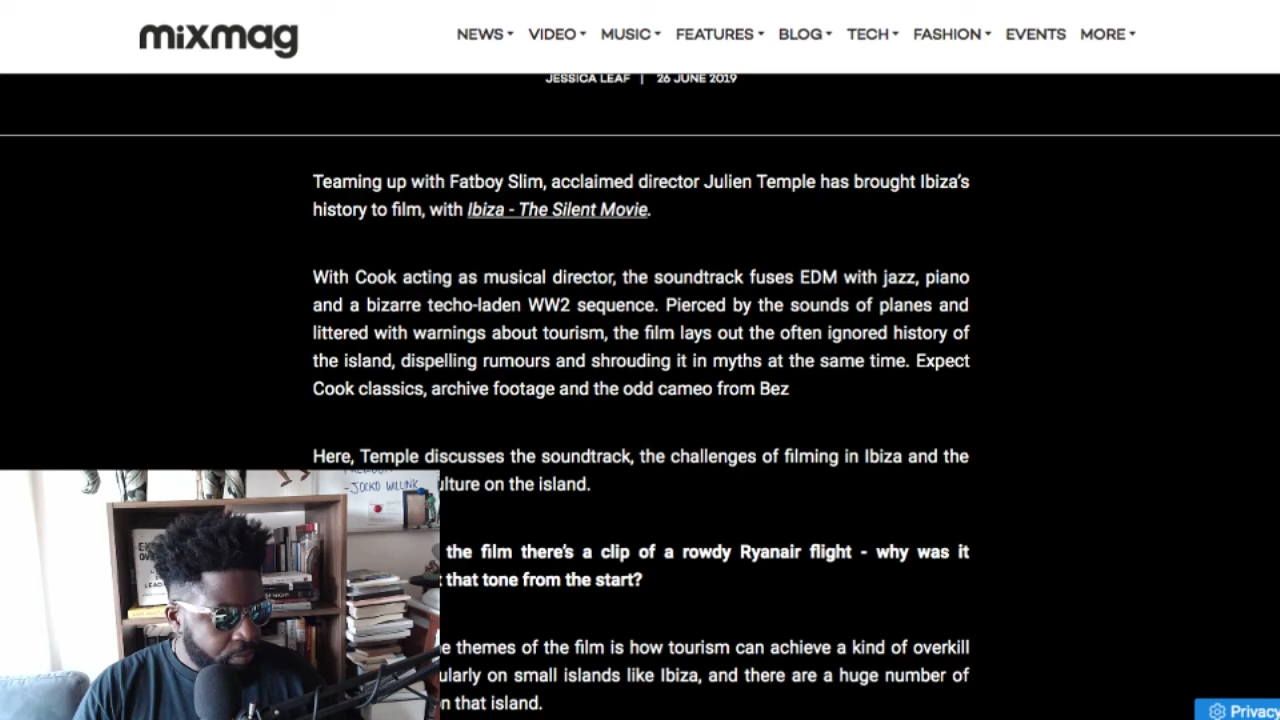 mixmag
NEWS VIDEO MUSIC FEATURES BLOG TECH FASHION EVENTS MORE
JESSICA LEAF | 26 JUNE 2019
Teaming up with Fatboy Slim, acclaimed director Julien Temple has brought Ibiza's
history to film, with Ibiza - The Silent Movie.
With Cook acting as musical director, the soundtrack fuses EDM with jazz, piano
and a bizarre techo-laden WW2 sequence. Pierced by the sounds of planes and
littered with warnings about tourism, the film lays out the often ignored history of
the island, dispelling rumours and shrouding it in myths at the same time. Expect
Cook classics, archive footage and the odd cameo from Bez
Here, Temple discusses the soundtrack, the challenges of filming in Ibiza and the
ulture on the island.
the film there's a clip of a rowdy Ryanair flight - why was it
that tone from the start?
e themes of the film is how tourism can achieve a kind of overkill
ularly on small islands like Ibiza, and there are a huge number of
n that island.
- JOCKO WILLINK
LEAD
Privacy